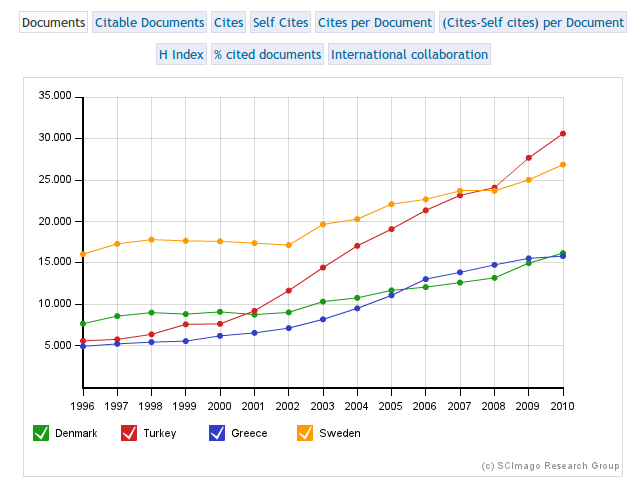 Documents Citable Documents Cites Self Cites Cites per Document (Cites-Self cites) per Document
H Index % cited documents International collaboration
35.000
30.000
25.000
20.000
15.000
10.000
5.000
1996 1997 1998 1999 2000 2001 2002 2003 2004 2005 2006 2007 2008 2009 2010
Denmark Turkey Greece Sweden
(c) SCImago Research Group